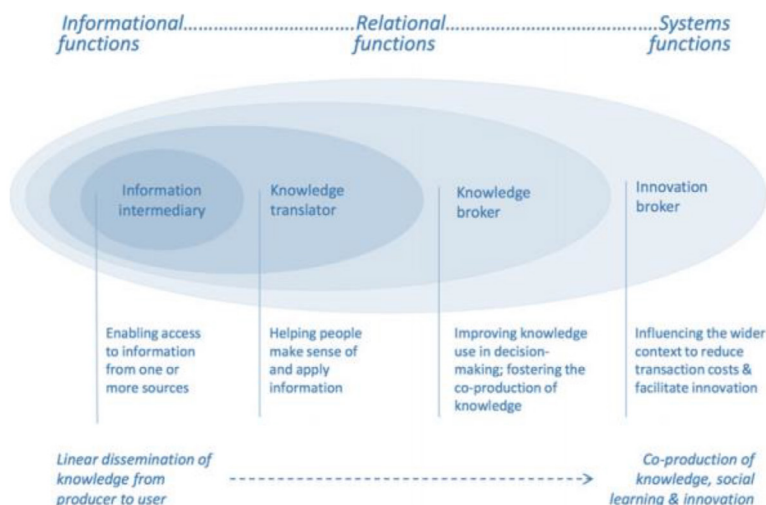 Informational.................................Relational..........................................Systems
functions functions functions
Information
intermediary
Knowledge
translator
Knowledge
broker
Innovation
broker
Enabling access
to information
from one or
more sources
Helping people
make sense of
and apply
information
Improving knowledge
use in decision-
making; fostering the
co-production of
knowledge
Influencing the wider
context to reduce
transaction costs &
facilitate innovation
Linear dissemination of
knowledge from
producer to user
Co-production of
knowledge, social
learning & innovation